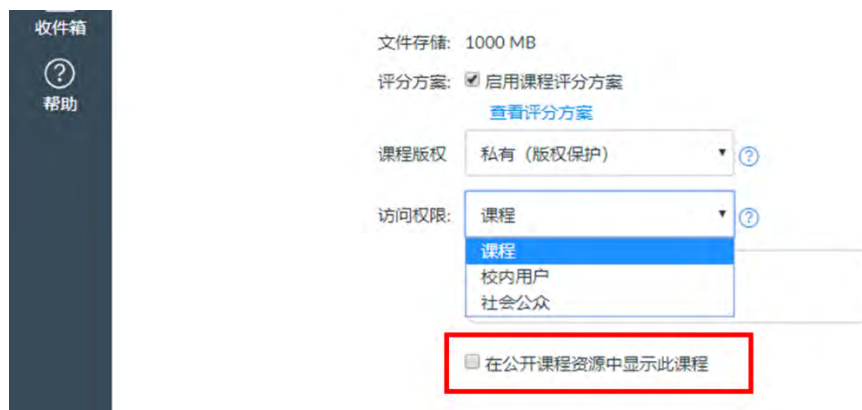 收件箱
帮助
文件存储: 1000 MB
评分方案: 启用课程评分方案
查看评分方案
课程版权 私有（版权保护）
访问权限: 课程
课程
校内用户
社会公众
在公开课程资源中显示此课程